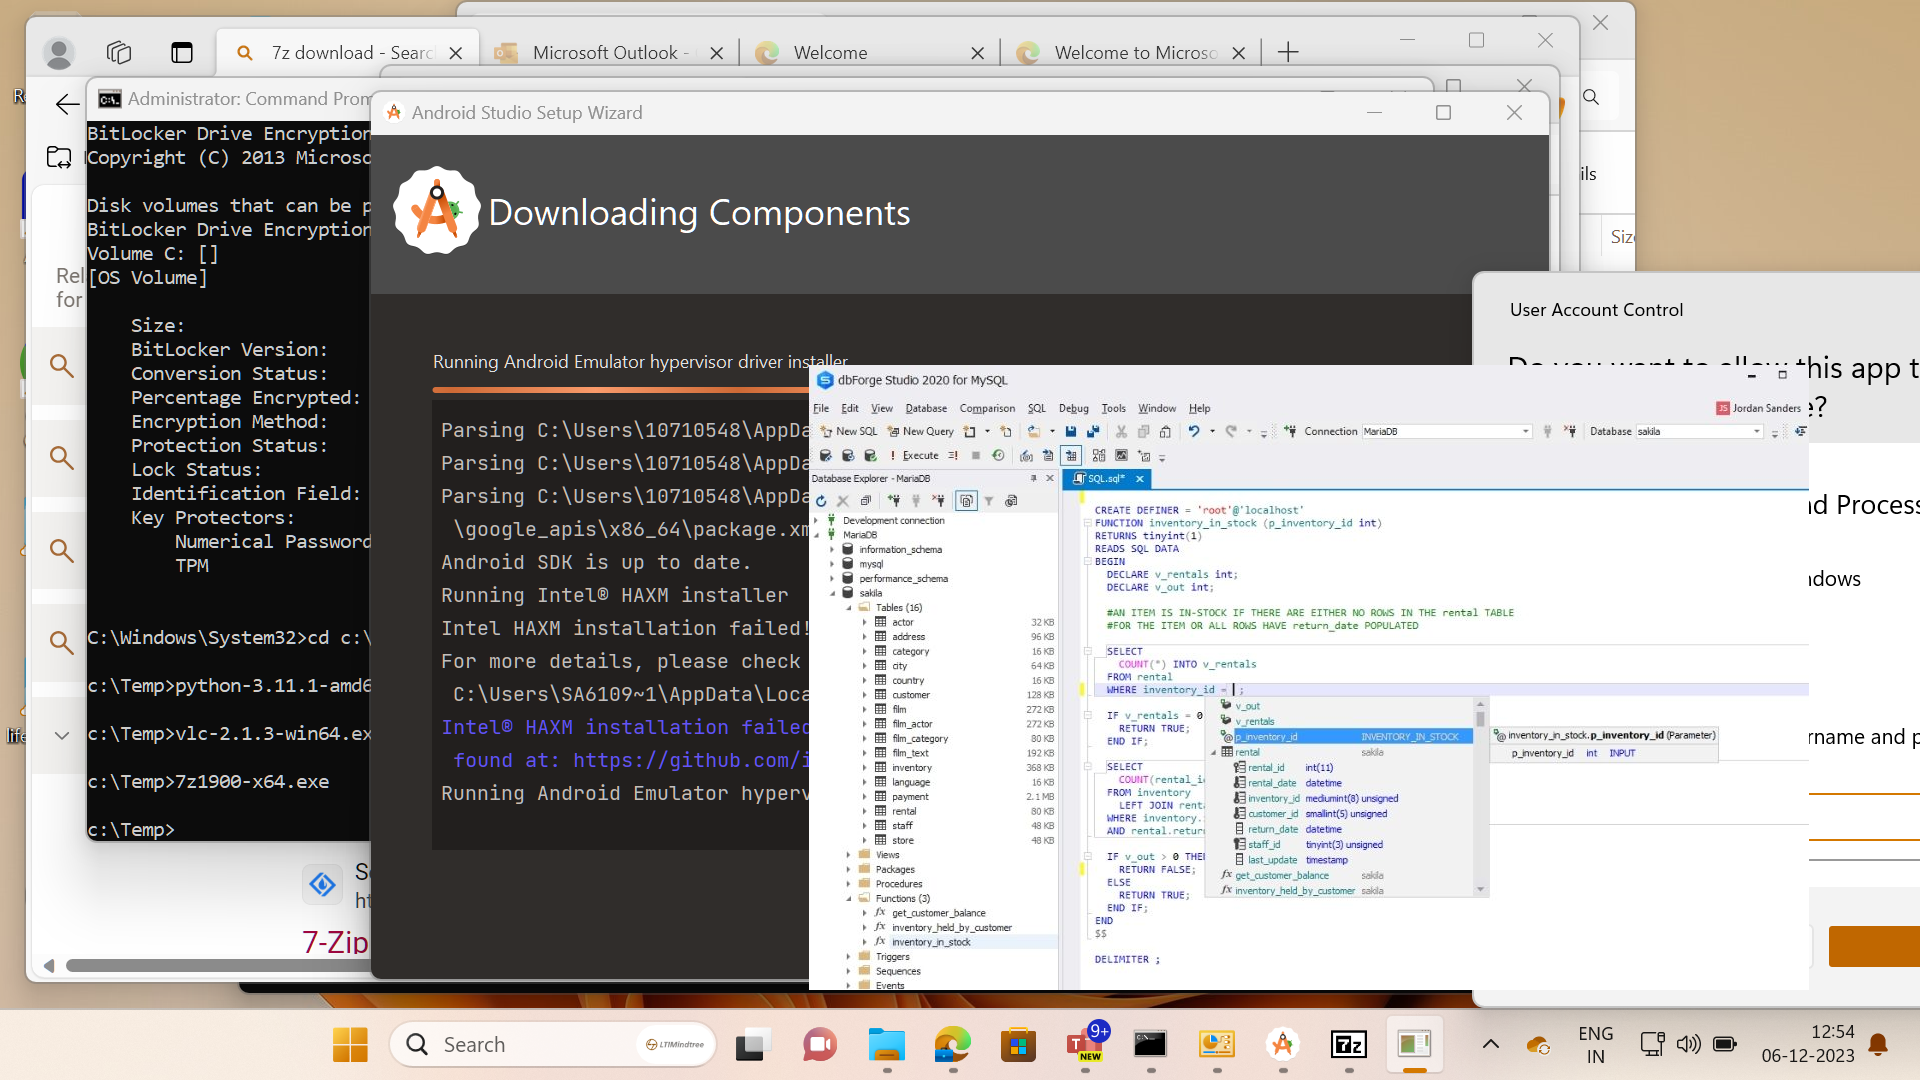 7z download - Searc
Microsoft Outlook -
Welcome
Welcome to Microso
Administrator: Command Prom
BitLocker Drive Encryption
Copyright (C) 2013 Microso
Disk volumes that can be p
BitLocker Drive Encryption
Volume C: []
[OS Volume]
Size:
BitLocker Version:
Conversion Status:
Percentage Encrypted:
Encryption Method:
Protection Status:
Lock Status:
Identification Field:
Key Protectors:
Numerical Password
TPM
C:\Windows\System32>cd c:\
c:\Temp>python-3.11.1-amd6
c:\Temp>vlc-2.1.3-win64.ex
c:\Temp>7z1900-x64.exe
c:\Temp>
Rel
for
life
Se
ht
7-Zip
Android Studio Setup Wizard
Downloading Components
Running Android Emulator hypervisor driver installer
Parsing C:\Users\10710548\AppDa
Parsing C:\Users\10710548\AppDa
Parsing C:\Users\10710548\AppDa
\google_apis\x86_64\package.xm
Android SDK is up to date.
Running Intel® HAXM installer
Intel HAXM installation failed!
For more details, please check
C:\Users\SA6109~1\AppData\Loca
Intel® HAXM installation failed
found at: https://github.com/i
Running Android Emulator hyperv
ils
Size
User Account Control
Do you want to allow this app t
e?
nd Process
ndows
rname and p
dbForge Studio 2020 for MySQL
File Edit View Database Comparison SQL Debug Tools Window Help
JS Jordan Sanders
New SQL New Query Connection MariaDB Database sakila
Execute
Database Explorer - MariaDB
SQL.sql*
Development connection
MariaDB
information_schema
mysql
performance_schema
sakila
Tables (16)
actor 32 KB
address 96 KB
category 16 KB
city 64 KB
country 16 KB
customer 128 KB
film 272 KB
film_actor 272 KB
film_category 80 KB
film_text 192 KB
inventory 368 KB
language 16 KB
payment 2.1 MB
rental 80 KB
staff 48 KB
store 48 KB
Views
Packages
Procedures
Functions (3)
get_customer_balance
inventory_held_by_customer
inventory_in_stock
Triggers
Sequences
Events
CREATE DEFINER = 'root'@'localhost'
FUNCTION inventory_in_stock (p_inventory_id int)
RETURNS tinyint(1)
READS SQL DATA
BEGIN
DECLARE v_rentals int;
DECLARE v_out int;
#AN ITEM IS IN-STOCK IF THERE ARE EITHER NO ROWS IN THE rental TABLE
#FOR THE ITEM OR ALL ROWS HAVE return_date POPULATED
SELECT
COUNT(*) INTO v_rentals
FROM rental
WHERE inventory_id = ;
IF v_rentals = 0
RETURN TRUE;
END IF;
SELECT
COUNT(rental_id
FROM inventory
LEFT JOIN renta
WHERE inventory.
AND rental.return
IF v_out > 0 THEN
RETURN FALSE;
ELSE
RETURN TRUE;
END IF;
END
$$
DELIMITER ;
v_out
v_rentals
p_inventory_id INVENTORY_IN_STOCK
rental sakila
rental_id int(11)
rental_date datetime
inventory_id mediumint(8) unsigned
customer_id smallint(5) unsigned
return_date datetime
staff_id tinyint(3) unsigned
last_update timestamp
get_customer_balance sakila
inventory_held_by_customer sakila
inventory_in_stock.p_inventory_id (Parameter)
p_inventory_id int INPUT
Search
LTIMindtree
9+
NEW
7z
ENG
IN
12:54
06-12-2023